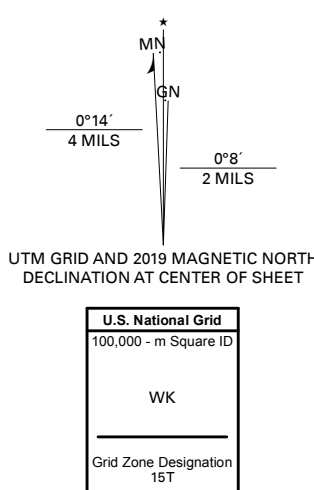 ★
MN
GN
0°14´
4 MILS
0°8´
2 MILS
UTM GRID AND 2019 MAGNETIC NORTH
DECLINATION AT CENTER OF SHEET
U.S. National Grid
100,000 - m Square ID
WK
Grid Zone Designation
15T